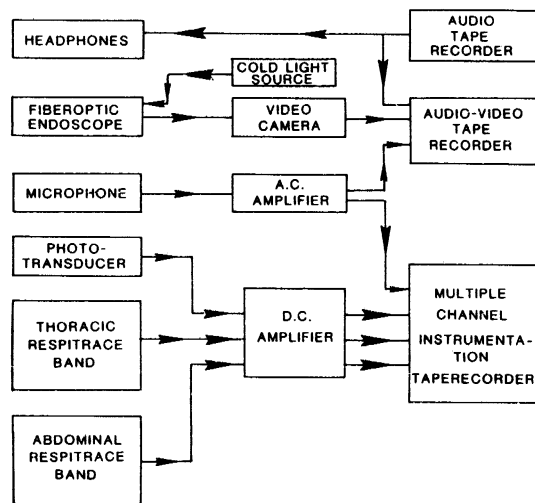 HEADPHONES
AUDIO
TAPE
RECORDER
COLD LIGHT
SOURCE
FIBEROPTIC
ENDOSCOPE
VIDEO
CAMERA
AUDIO-VIDEO
TAPE
RECORDER
MICROPHONE
A.C.
AMPLIFIER
PHOTO-
TRANSDUCER
THORACIC
RESPITRACE
BAND
D.C.
AMPLIFIER
MULTIPLE
CHANNEL
INSTRUMENTA-
TION
TAPERECORDER
ABDOMINAL
RESPITRACE
BAND